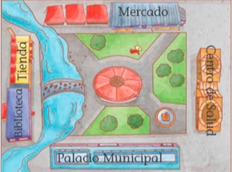 Mercado
Tienda
Biblioteca
Centro de Salud
Palacio Municipal